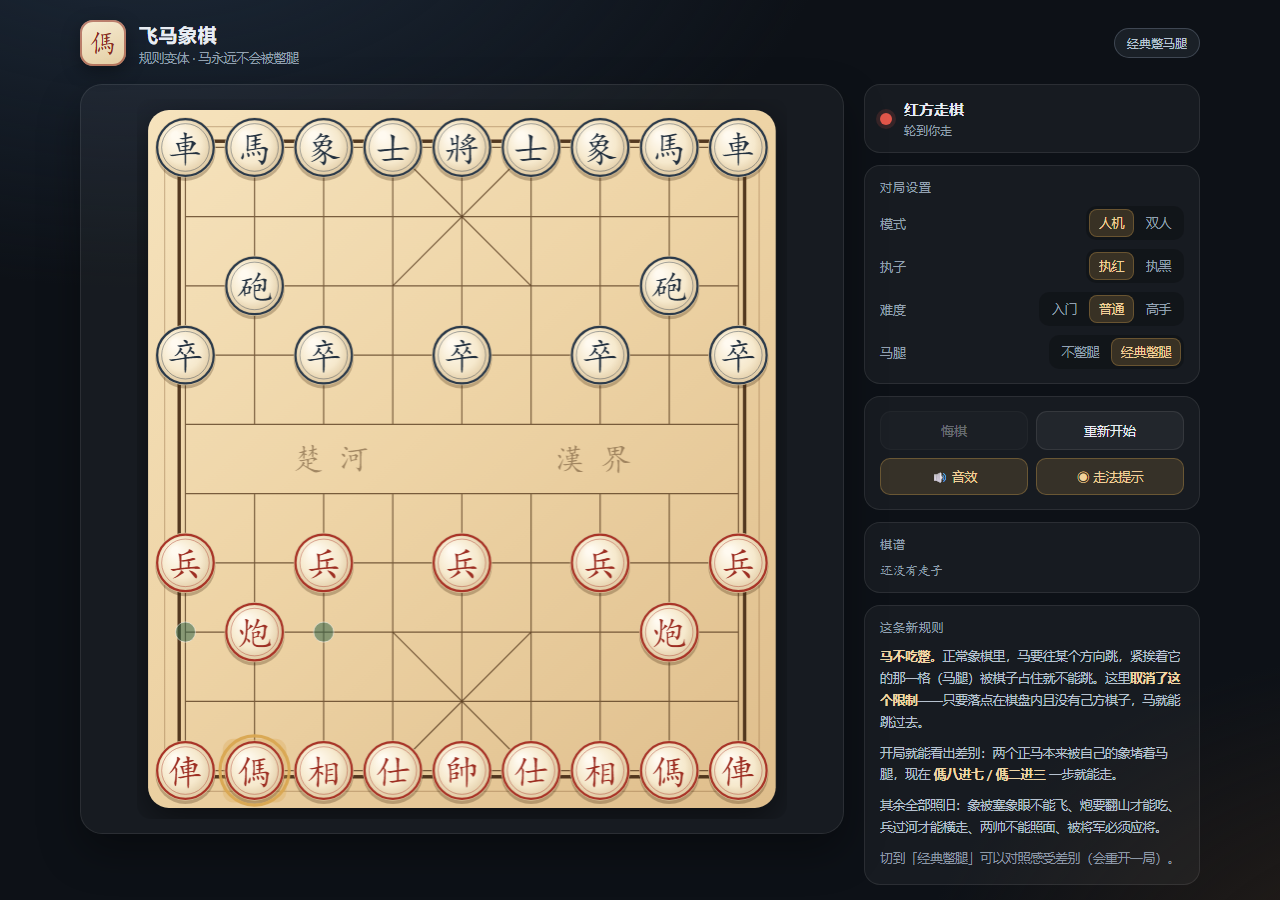 傌
飞马象棋
规则变体 · 马永远不会被蹩腿
经典蹩马腿
車 馬 象 士 將 士 象 馬 車
砲 砲
卒 卒 卒 卒 卒
楚 河 漢 界
兵 兵 兵 兵 兵
炮 炮
俥 傌 相 仕 帥 仕 相 傌 俥
红方走棋
轮到你走
对局设置
模式 人机 双人
执子 执红 执黑
难度 入门 普通 高手
马腿 不蹩腿 经典蹩腿
悔棋 重新开始
音效 走法提示
棋谱
还没有走子
这条新规则
马不吃蹩。正常象棋里，马要往某个方向跳，紧挨着它
的那一格（马腿）被棋子占住就不能跳。这里取消了这
个限制——只要落点在棋盘内且没有己方棋子，马就能
跳过去。
开局就能看出差别：两个正马本来被自己的象堵着马
腿，现在 傌八进七 / 傌二进三 一步就能走。
其余全部照旧：象被塞象眼不能飞、炮要翻山才能吃、
兵过河才能横走、两帅不能照面、被将军必须应将。
切到「经典蹩腿」可以对照感受差别（会重开一局）。